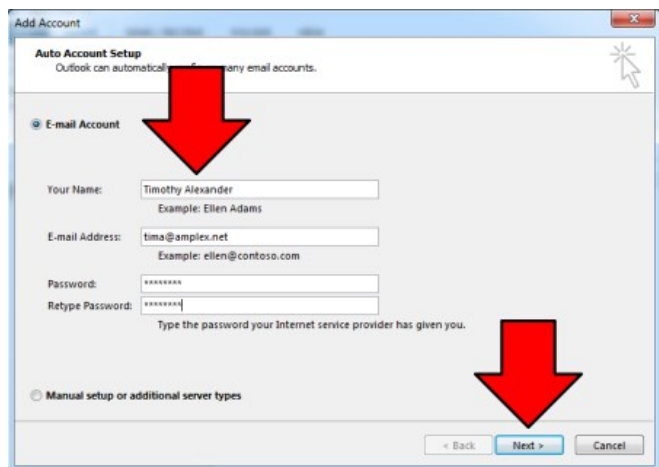 Add Account
Auto Account Setup
Outlook can automatically many email accounts.
E-mail Account
Your Name: Timothy Alexander
Example: Ellen Adams
E-mail Address: tima@amplex.net
Example: ellen@contoso.com
Password: ********
Retype Password: ********
Type the password your Internet service provider has given you.
Manual setup or additional server types
< Back Next > Cancel